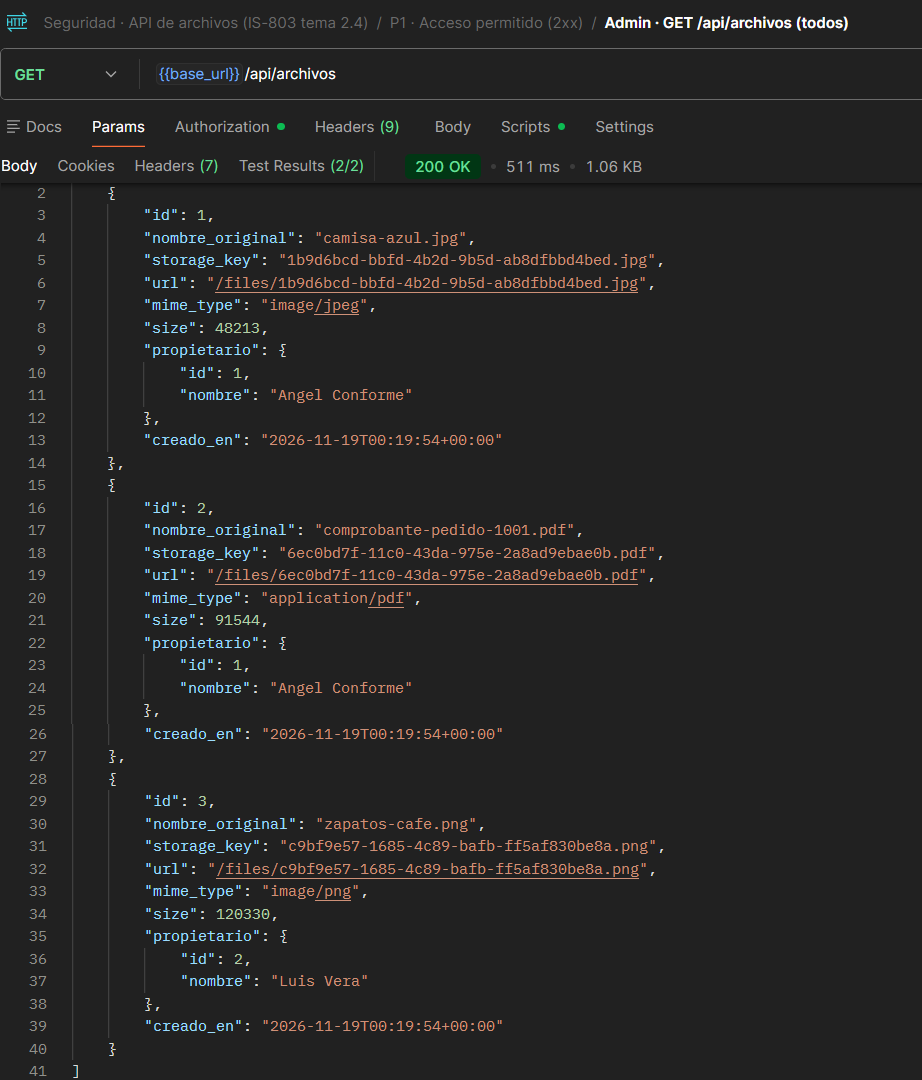 HTTP Seguridad · API de archivos (IS-803 tema 2.4) / P1 · Acceso permitido (2xx) / Admin · GET /api/archivos (todos)
GET {{base_url}}/api/archivos
Docs Params Authorization Headers (9) Body Scripts Settings
Body Cookies Headers (7) Test Results (2/2) 200 OK • 511 ms • 1.06 KB
2 {
3 "id": 1,
4 "nombre_original": "camisa-azul.jpg",
5 "storage_key": "1b9d6bcd-bbfd-4b2d-9b5d-ab8dfbbd4bed.jpg",
6 "url": "/files/1b9d6bcd-bbfd-4b2d-9b5d-ab8dfbbd4bed.jpg",
7 "mime_type": "image/jpeg",
8 "size": 48213,
9 "propietario": {
10 "id": 1,
11 "nombre": "Angel Conforme"
12 },
13 "creado_en": "2026-11-19T00:19:54+00:00"
14 },
15 {
16 "id": 2,
17 "nombre_original": "comprobante-pedido-1001.pdf",
18 "storage_key": "6ec0bd7f-11c0-43da-975e-2a8ad9ebae0b.pdf",
19 "url": "/files/6ec0bd7f-11c0-43da-975e-2a8ad9ebae0b.pdf",
20 "mime_type": "application/pdf",
21 "size": 91544,
22 "propietario": {
23 "id": 1,
24 "nombre": "Angel Conforme"
25 },
26 "creado_en": "2026-11-19T00:19:54+00:00"
27 },
28 {
29 "id": 3,
30 "nombre_original": "zapatos-cafe.png",
31 "storage_key": "c9bf9e57-1685-4c89-bafb-ff5af830be8a.png",
32 "url": "/files/c9bf9e57-1685-4c89-bafb-ff5af830be8a.png",
33 "mime_type": "image/png",
34 "size": 120330,
35 "propietario": {
36 "id": 2,
37 "nombre": "Luis Vera"
38 },
39 "creado_en": "2026-11-19T00:19:54+00:00"
40 }
41 ]